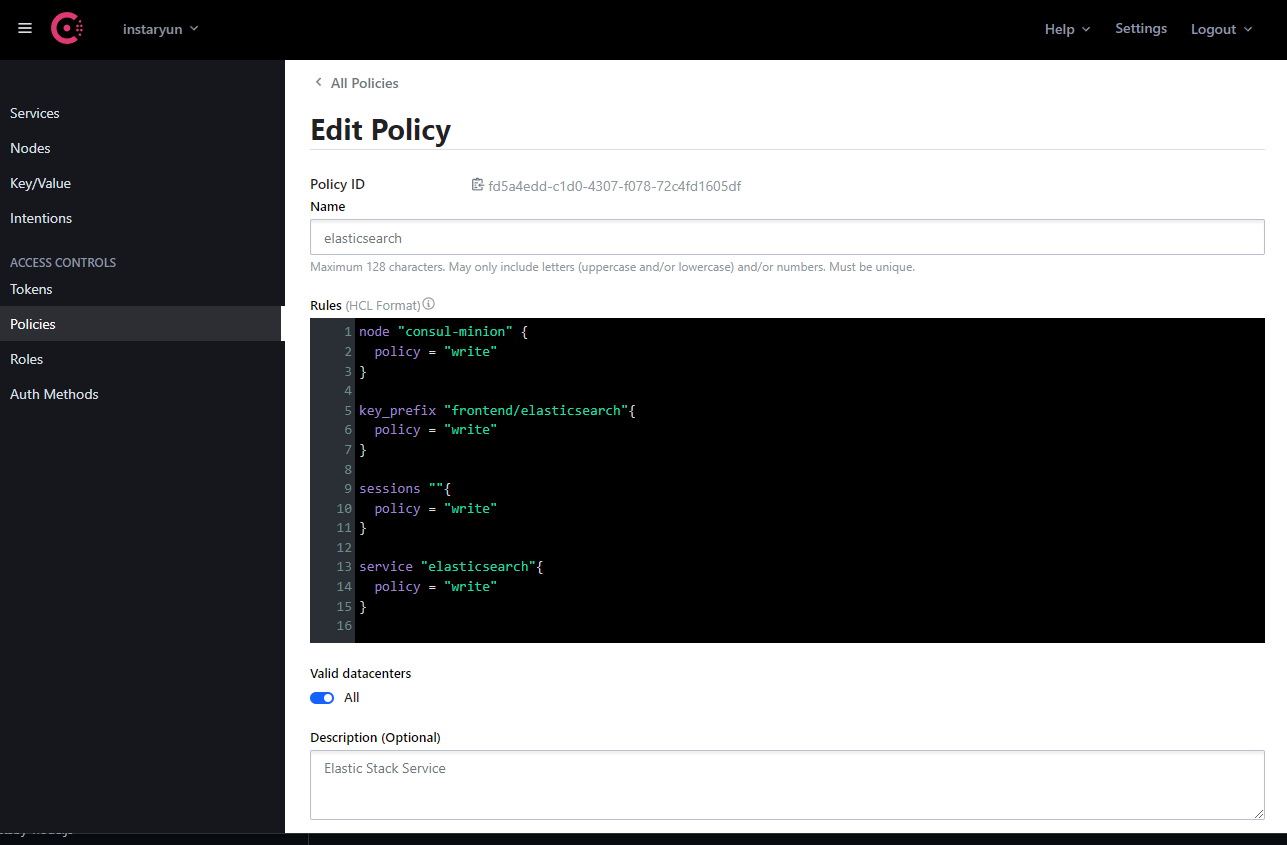 instaryun
Help
Settings
Logout
Services
Nodes
Key/Value
Intentions
ACCESS CONTROLS
Tokens
Policies
Roles
Auth Methods
All Policies
Edit Policy
Policy ID fd5a4edd-c1d0-4307-f078-72c4fd1605df
Name
elasticsearch
Maximum 128 characters. May only include letters (uppercase and/or lowercase) and/or numbers. Must be unique.
Rules (HCL Format)
1 node "consul-minion" {
2 policy = "write"
3 }
4
5 key_prefix "frontend/elasticsearch"{
6 policy = "write"
7 }
8
9 sessions ""{
10 policy = "write"
11 }
12
13 service "elasticsearch"{
14 policy = "write"
15 }
16
Valid datacenters
All
Description (Optional)
Elastic Stack Service